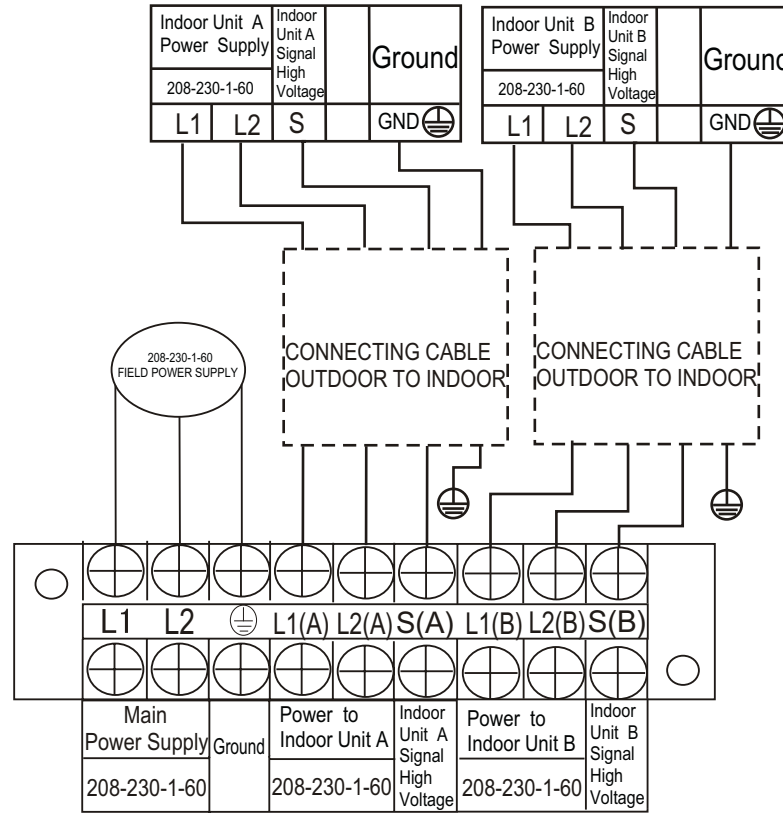 Indoor Unit A
Power Supply
208-230-1-60
Indoor
Unit A
Signal
High
Voltage
Ground
L1 L2 S GND
Indoor Unit B
Power Supply
208-230-1-60
Indoor
Unit B
Signal
High
Voltage
Ground
L1 L2 S GND
CONNECTING CABLE
OUTDOOR TO INDOOR
CONNECTING CABLE
OUTDOOR TO INDOOR
208-230-1-60
FIELD POWER SUPPLY
L1 L2 L1(A) L2(A) S(A) L1(B) L2(B) S(B)
Main
Power Supply
208-230-1-60
Ground
Power to
Indoor Unit A
208-230-1-60
Indoor
Unit A
Signal
High
Voltage
Power to
Indoor Unit B
208-230-1-60
Indoor
Unit B
Signal
High
Voltage